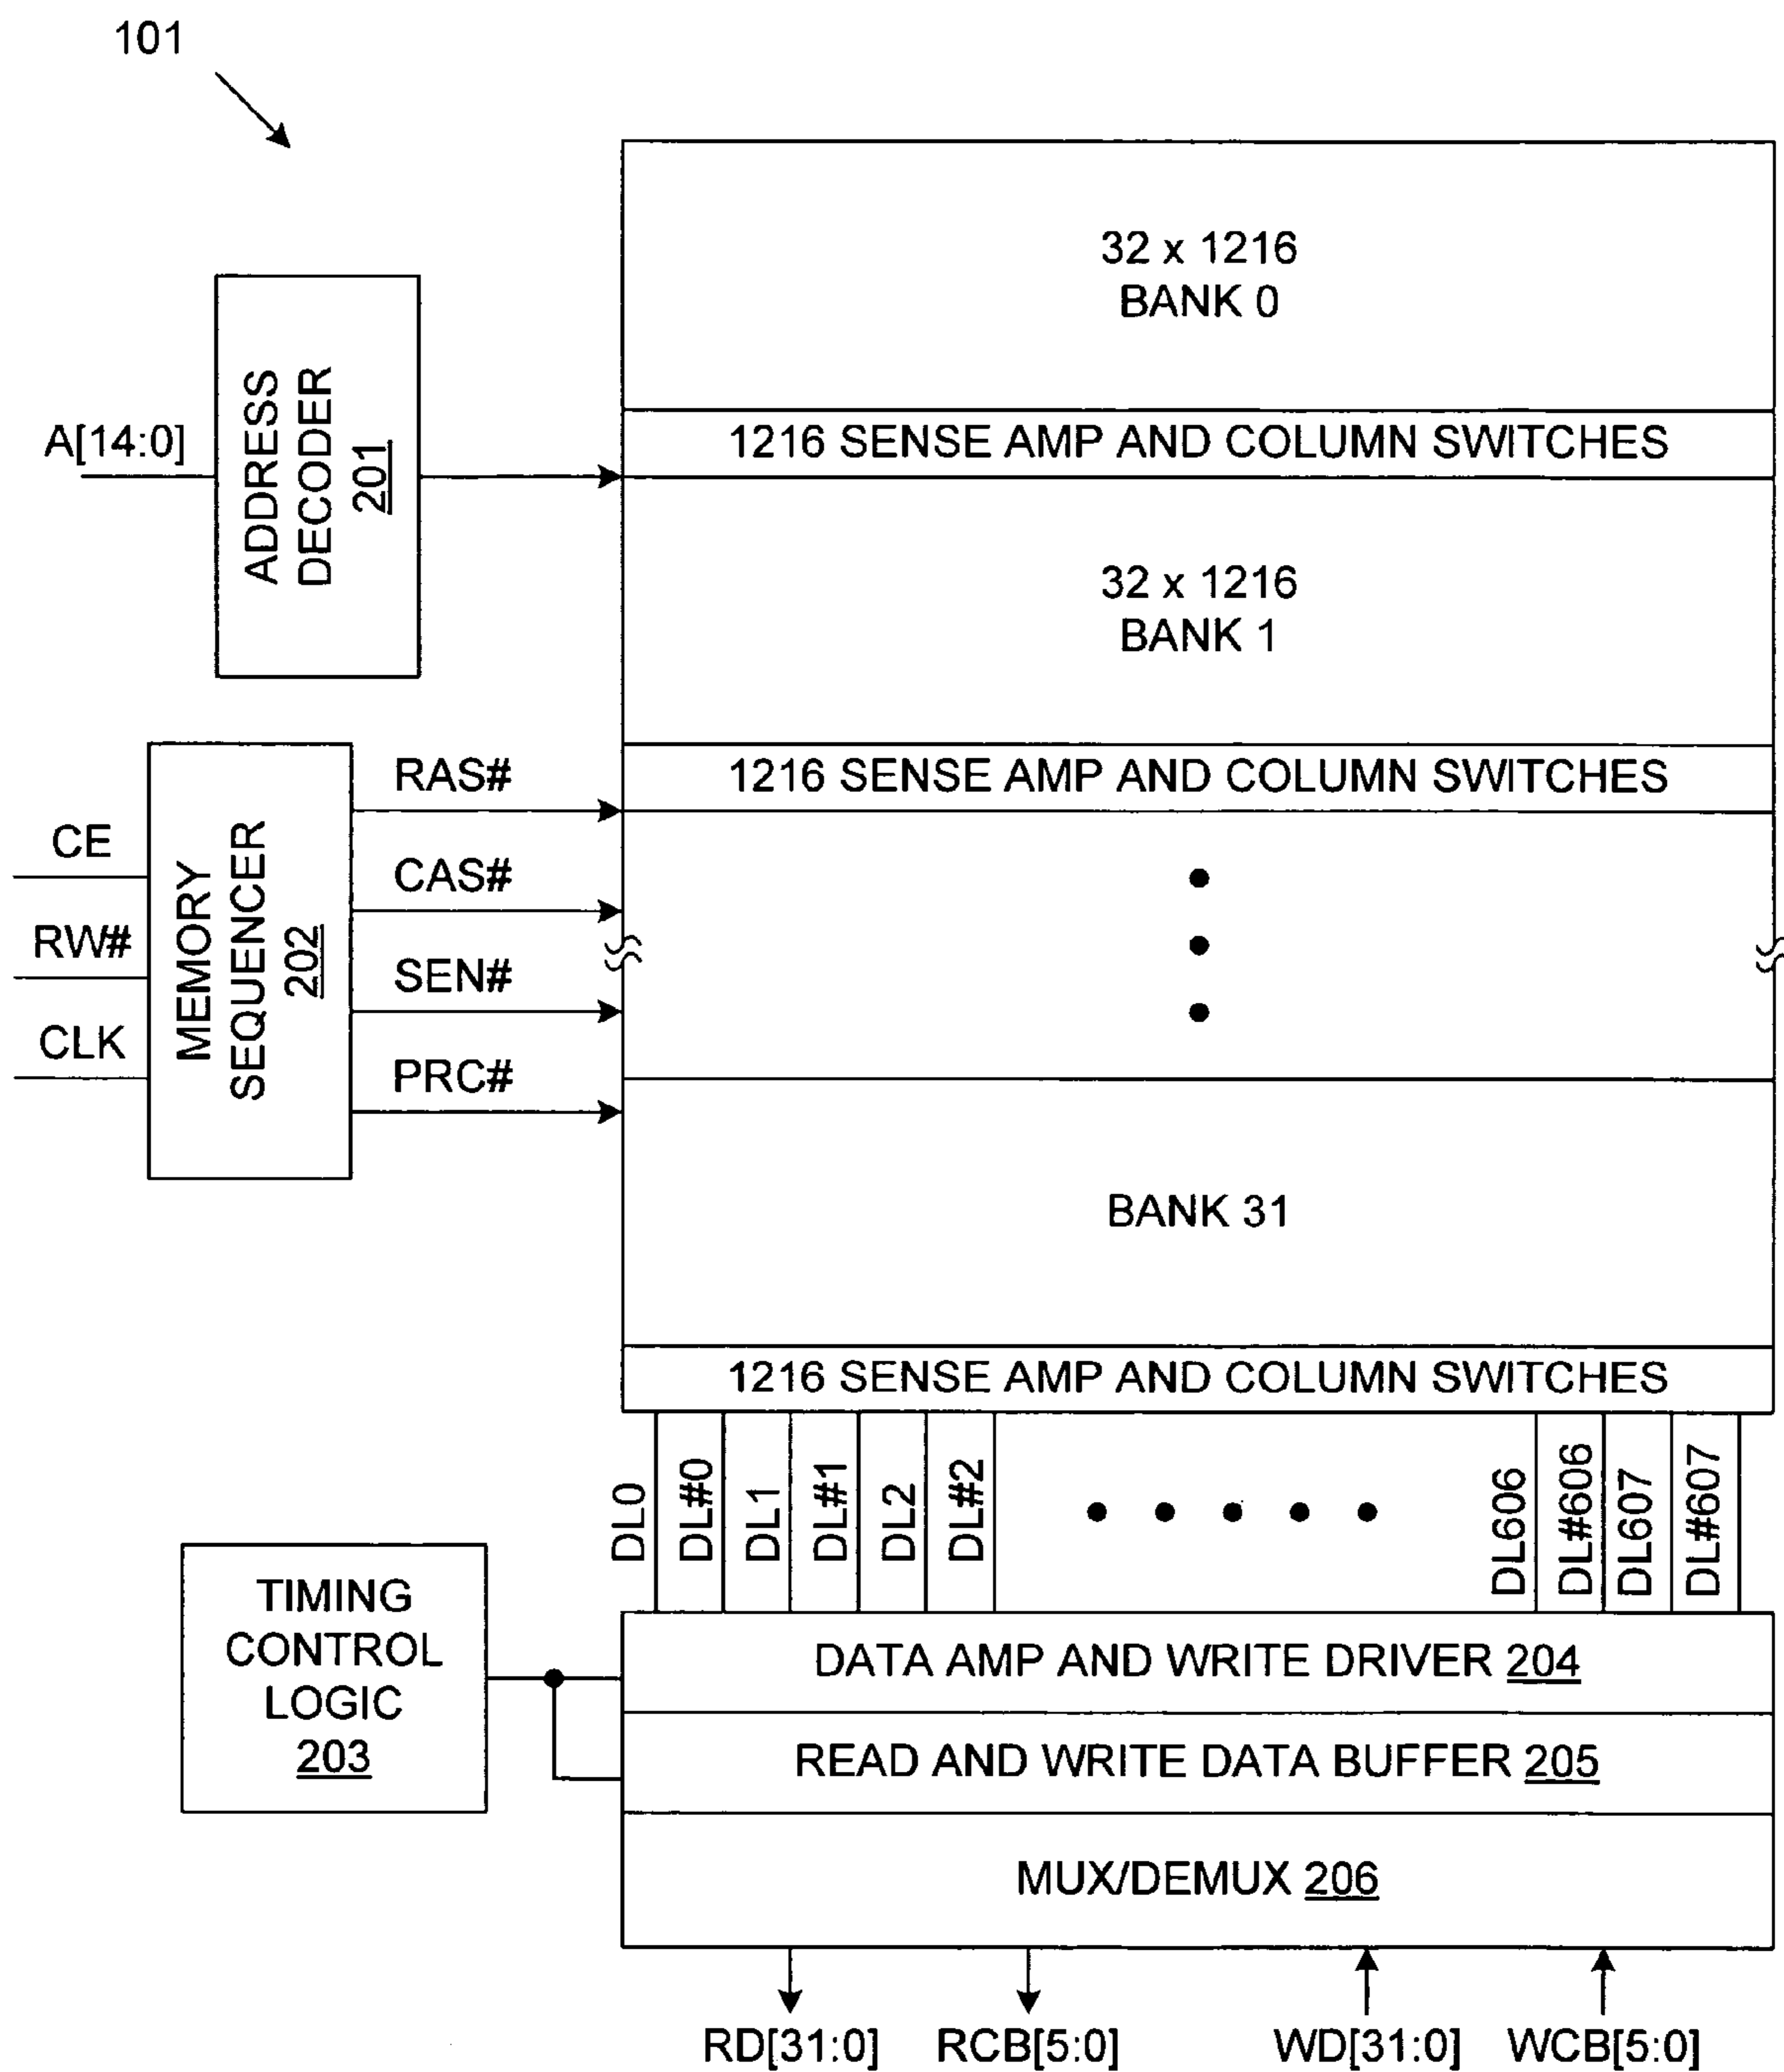 101
32 x 1216
BANK 0
1216 SENSE AMP AND COLUMN SWITCHES
A[14:0]
ADDRESS
DECODER
201
32 x 1216
BANK 1
1216 SENSE AMP AND COLUMN SWITCHES
CE
RW#
CLK
MEMORY
SEQUENCER
202
RAS#
CAS#
SEN#
PRC#
BANK 31
1216 SENSE AMP AND COLUMN SWITCHES
DL0
DL#0
DL1
DL#1
DL2
DL#2
DL606
DL#606
DL607
DL#607
TIMING
CONTROL
LOGIC
203
DATA AMP AND WRITE DRIVER 204
READ AND WRITE DATA BUFFER 205
MUX/DEMUX 206
RD[31:0]
RCB[5:0]
WD[31:0]
WCB[5:0]